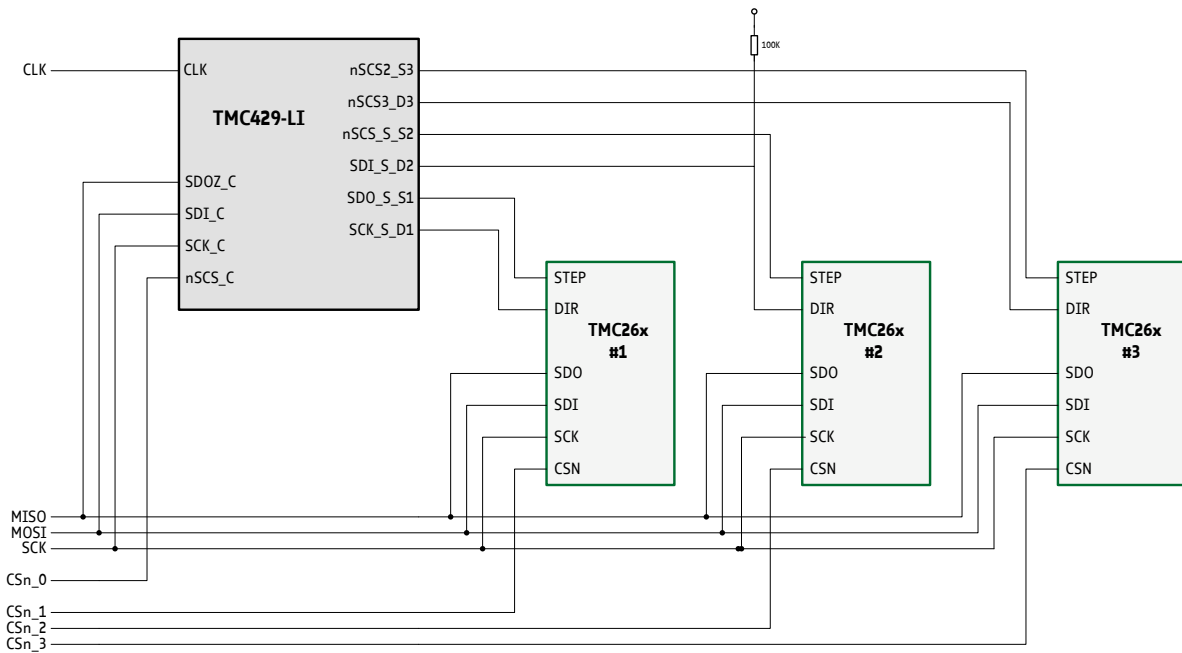 100K
CLK
CLK
nSCS2_S3
nSCS3_D3
TMC429-LI
nSCS_S_S2
SDI_S_D2
SDOZ_C
SDO_S_S1
SDI_C
SCK_S_D1
SCK_C
nSCS_C
STEP
DIR
TMC26x
#1
SDO
SDI
SCK
CSN
STEP
DIR
TMC26x
#2
SDO
SDI
SCK
CSN
STEP
DIR
TMC26x
#3
SDO
SDI
SCK
CSN
MISO
MOSI
SCK
CSn_0
CSn_1
CSn_2
CSn_3